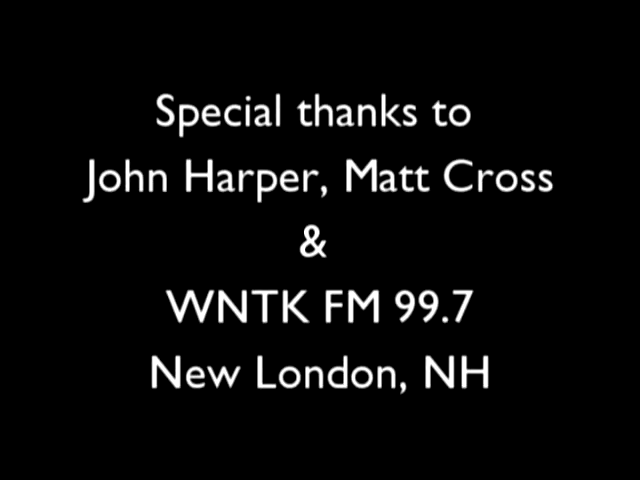 Special thanks to
John Harper, Matt Cross
&
WNTK FM 99.7
New London, NH